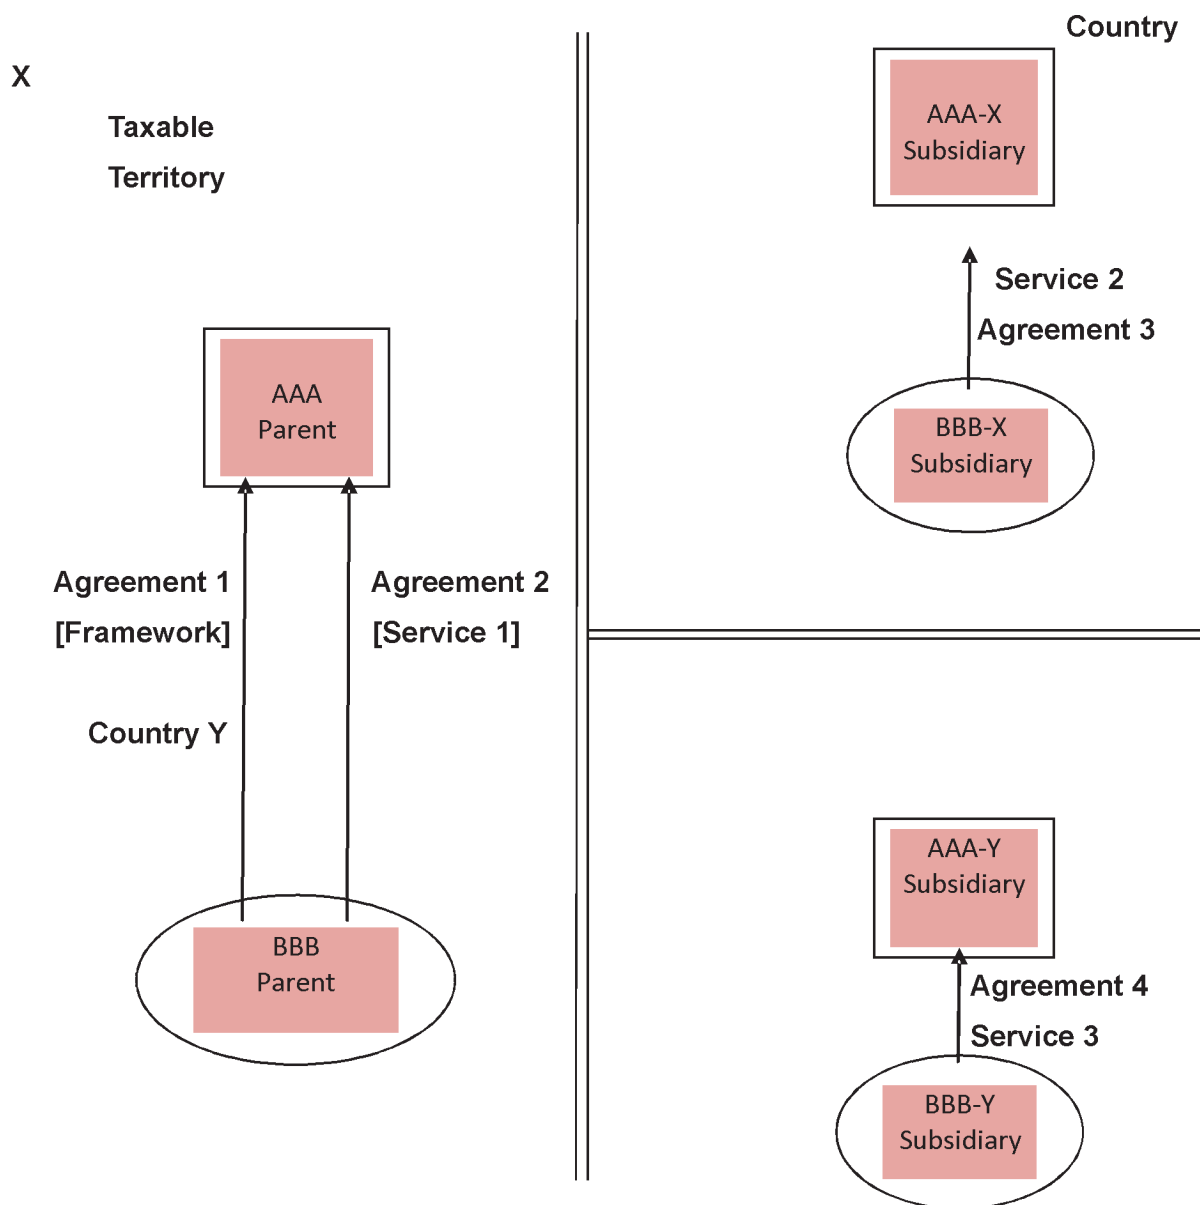 Country
X
Taxable
Territory
AAA-X
Subsidiary
Service 2
Agreement 3
BBB-X
Subsidiary
AAA
Parent
Agreement 1
[Framework]
Agreement 2
[Service 1]
Country Y
BBB
Parent
AAA-Y
Subsidiary
Agreement 4
Service 3
BBB-Y
Subsidiary